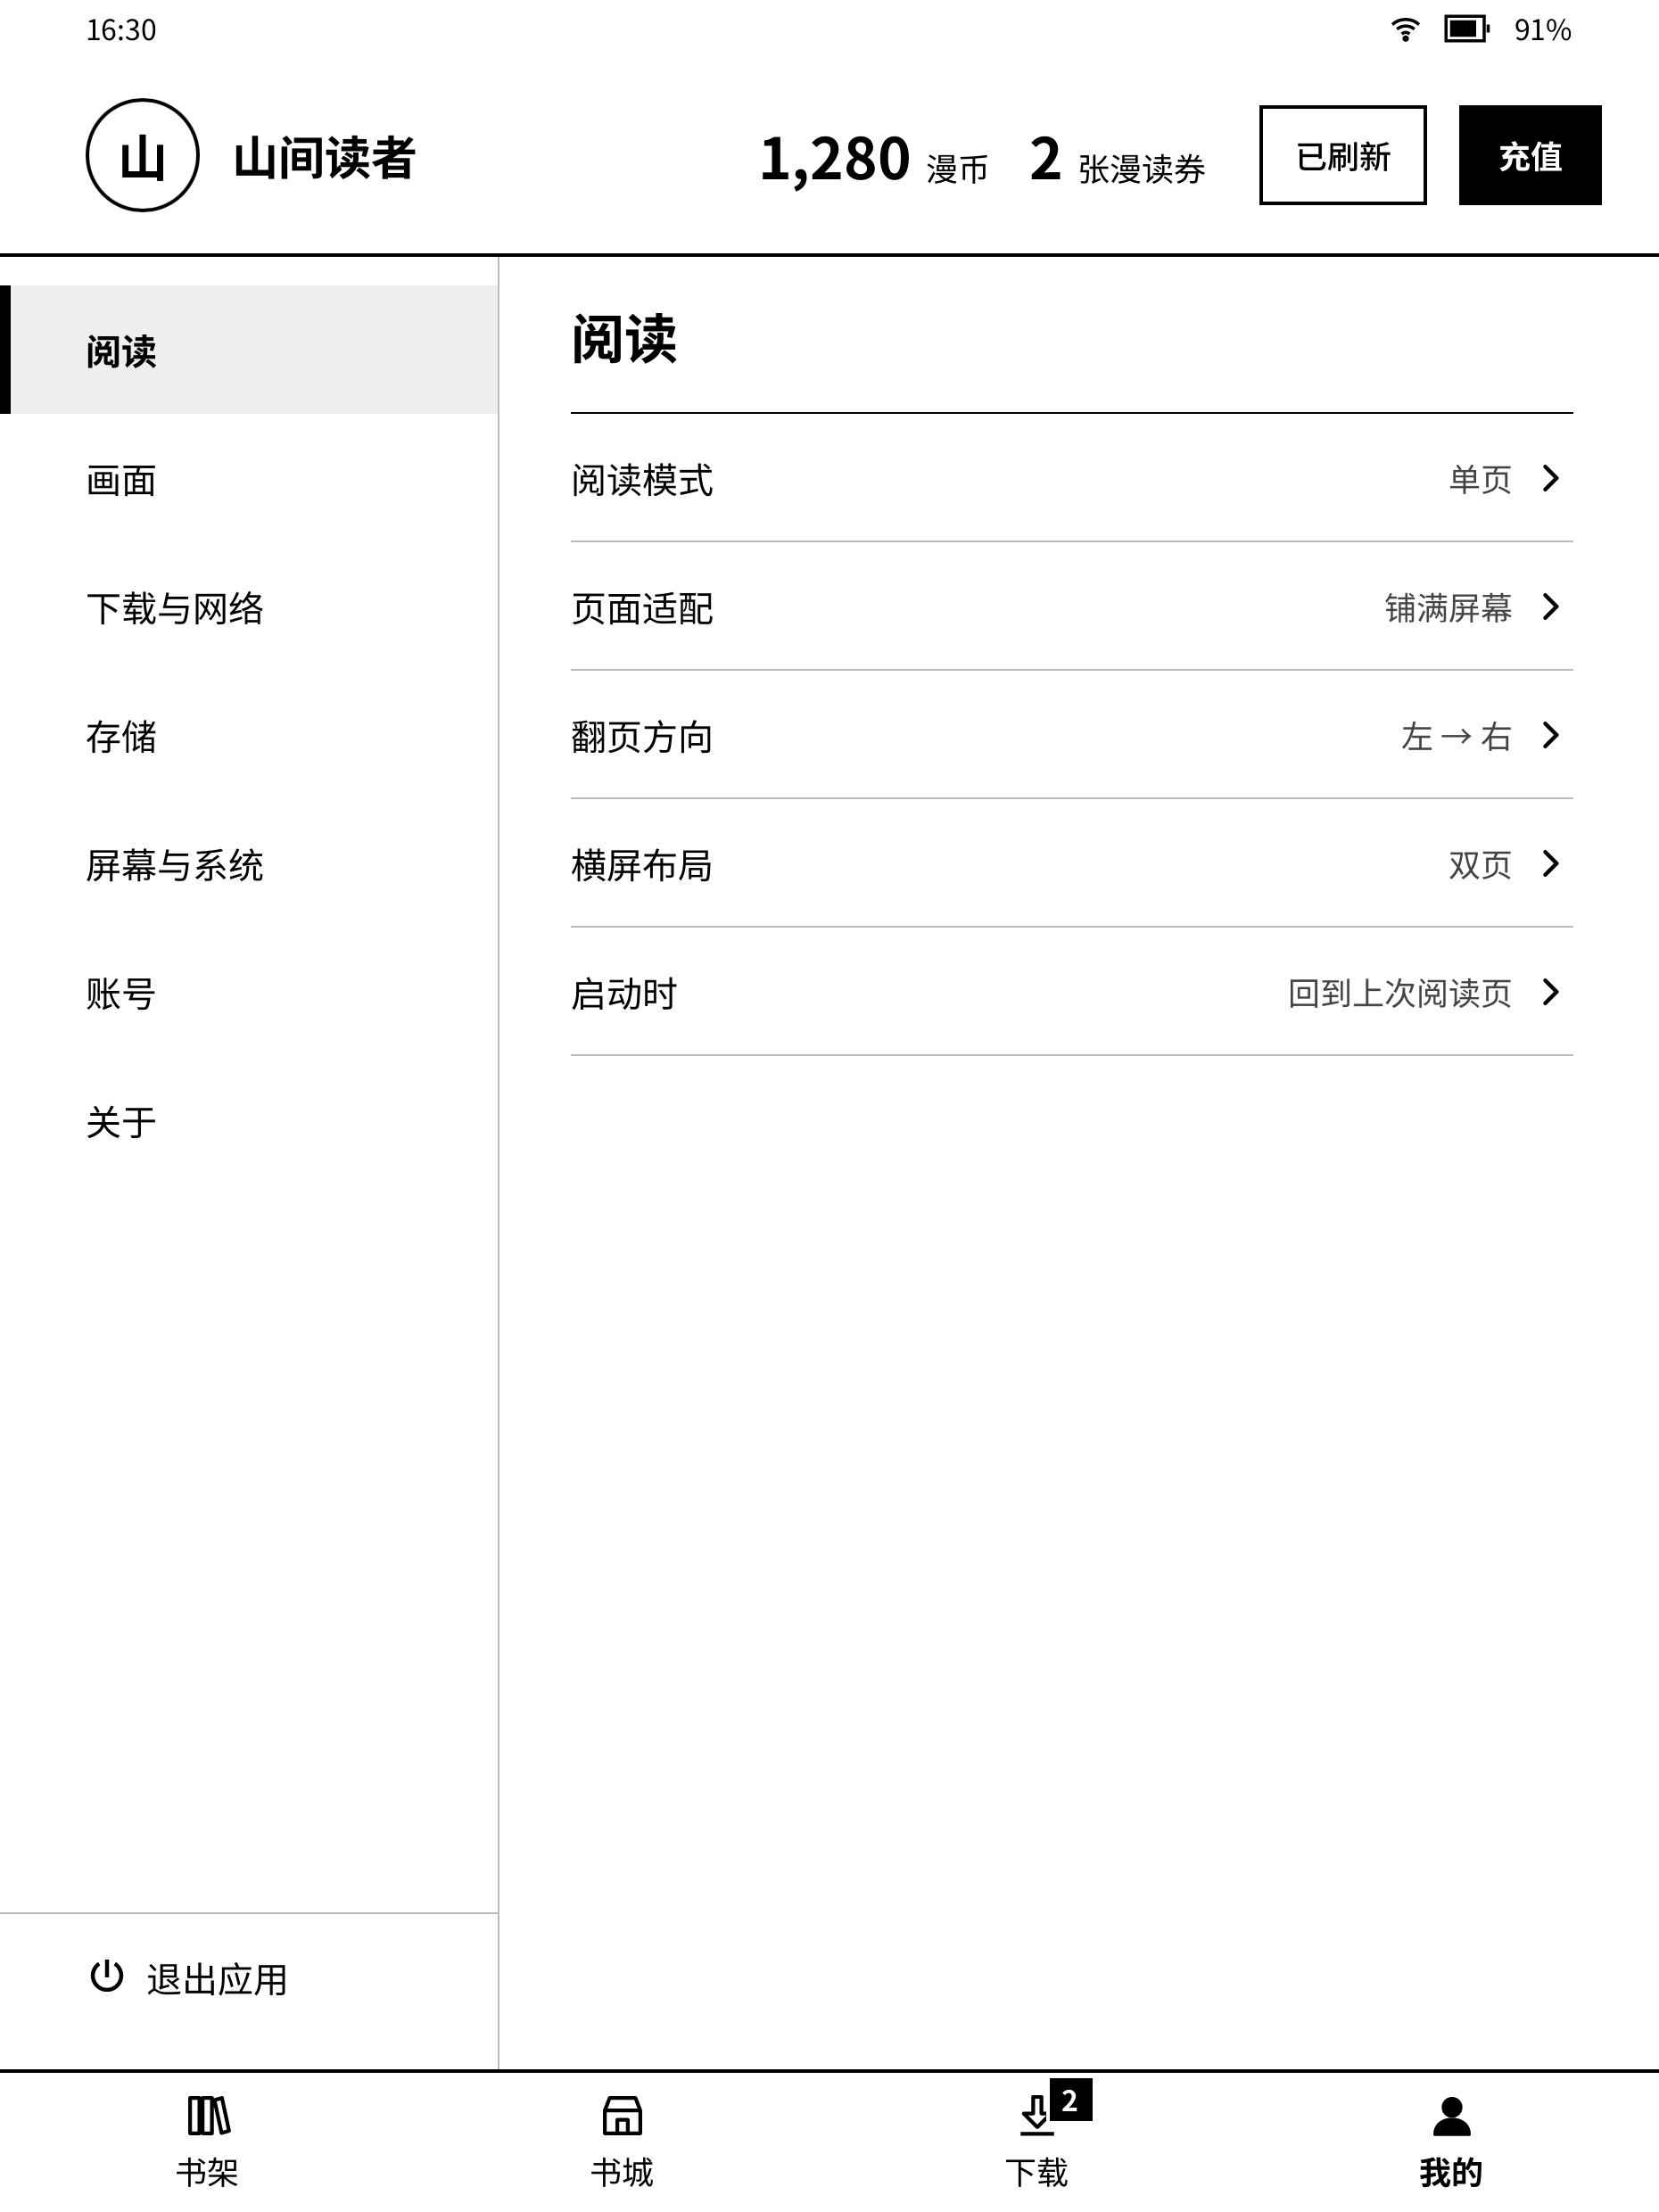 16:30 91%
山 山间读者 1,280 漫币 2 张漫读券 已刷新 充值
阅读
画面
下载与网络
存储
屏幕与系统
账号
关于
退出应用
阅读
阅读模式 单页
页面适配 铺满屏幕
翻页方向 左 → 右
横屏布局 双页
启动时 回到上次阅读页
书架 书城 2 下载 我的